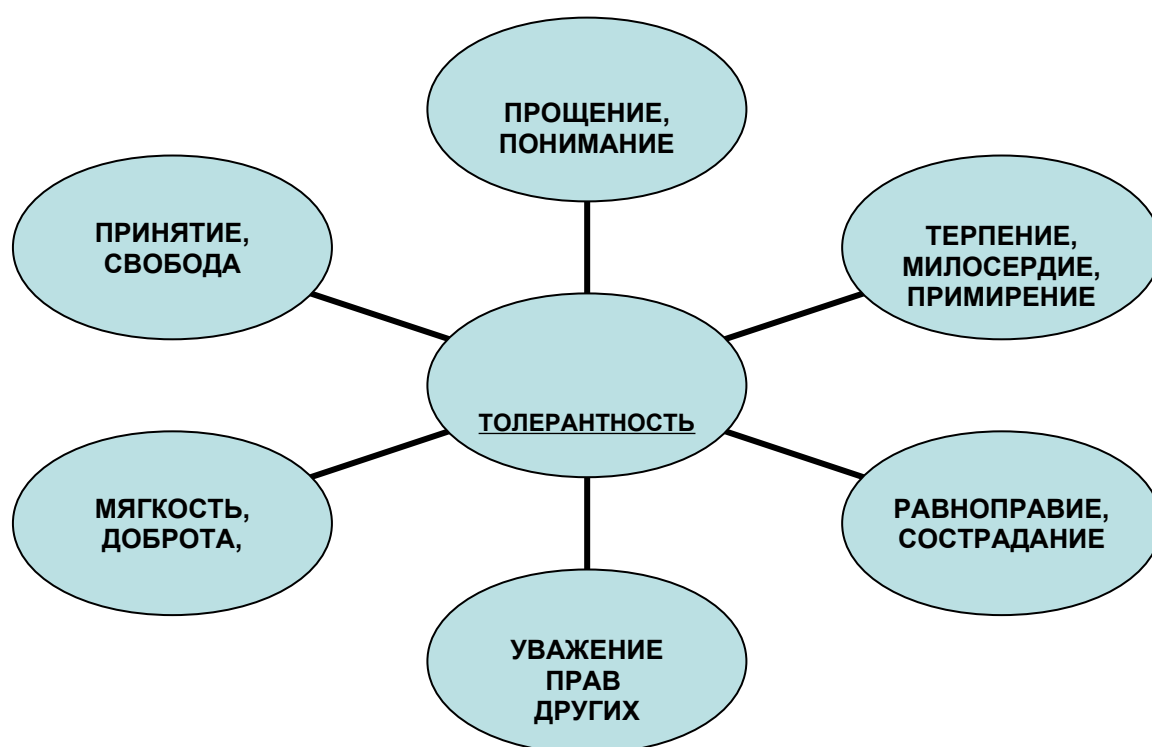 ПРОЩЕНИЕ,
ПОНИМАНИЕ
ПРИНЯТИЕ,
СВОБОДА
ТЕРПЕНИЕ,
МИЛОСЕРДИЕ,
ПРИМИРЕНИЕ
ТОЛЕРАНТНОСТЬ
МЯГКОСТЬ,
ДОБРОТА,
РАВНОПРАВИЕ,
СОСТРАДАНИЕ
УВАЖЕНИЕ
ПРАВ
ДРУГИХ